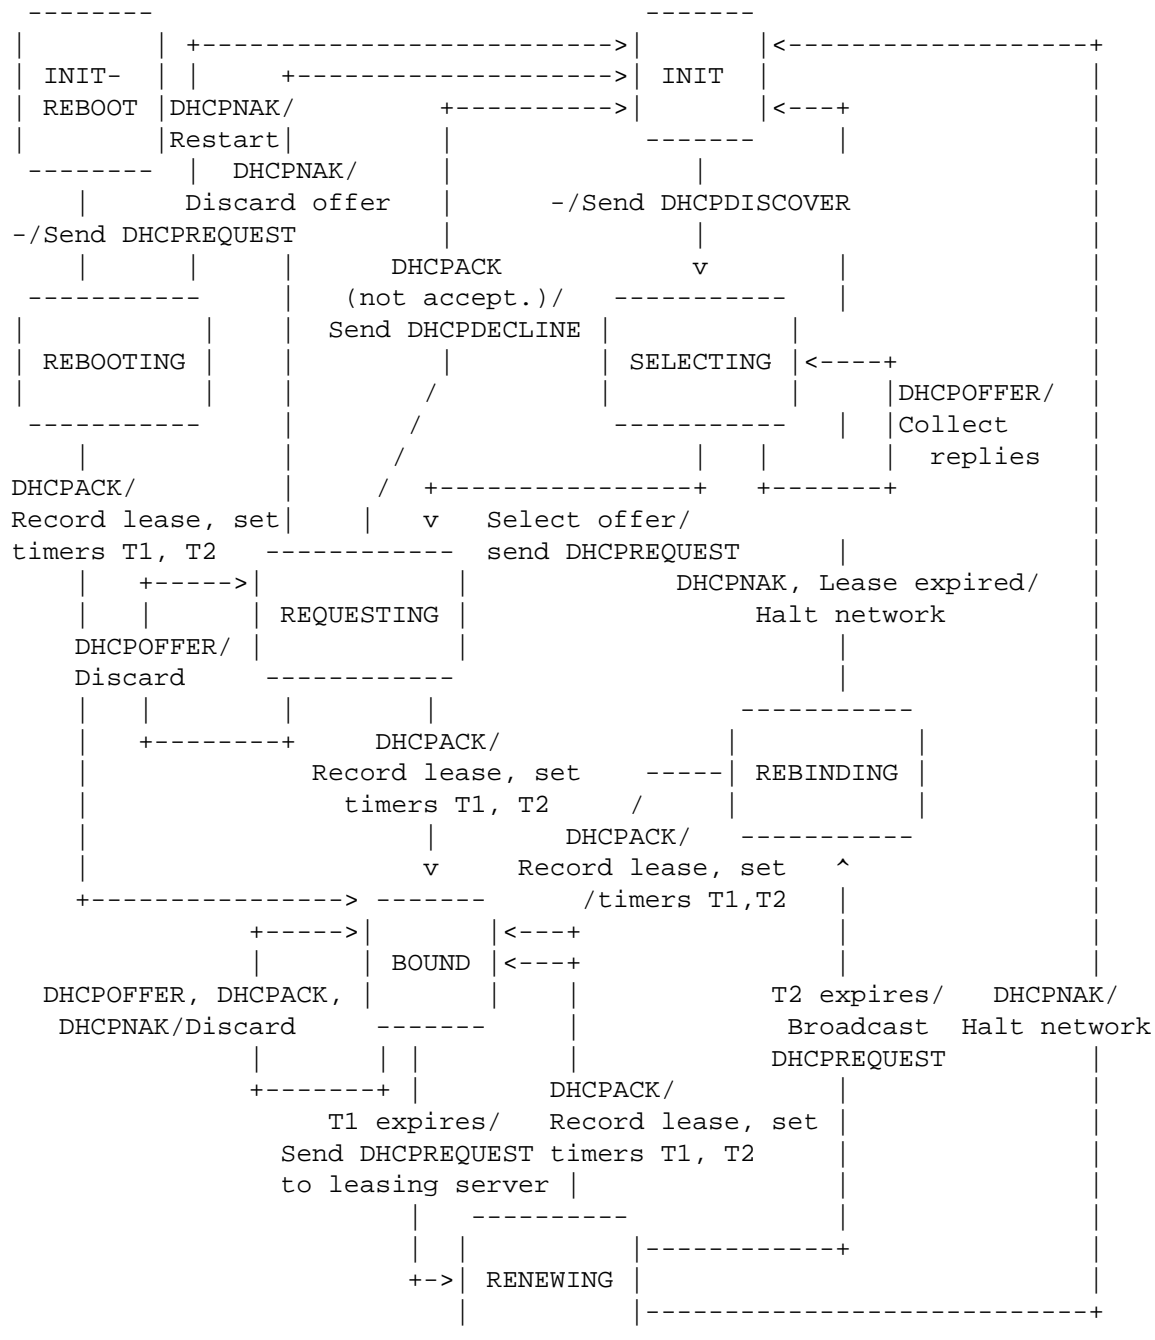 INIT-
INIT
REBOOT
DHCPNAK/
Restart
DHCPNAK/
Discard offer
-/Send DHCPDISCOVER
-/Send DHCPREQUEST
DHCPACK
v
(not accept.)/
Send DHCPDECLINE
REBOOTING
SELECTING
DHCPOFFER/
Collect
replies
DHCPACK/
Record lease, set
v Select offer/
timers T1, T2
send DHCPREQUEST
DHCPNAK, Lease expired/
REQUESTING
Halt network
DHCPOFFER/
Discard
DHCPACK/
Record lease, set
REBINDING
timers T1, T2
DHCPACK/
v
Record lease, set
/timers T1,T2
BOUND
DHCPOFFER, DHCPACK,
T2 expires/
DHCPNAK/
DHCPNAK/Discard
Broadcast
Halt network
DHCPREQUEST
DHCPACK/
T1 expires/
Record lease, set
Send DHCPREQUEST
timers T1, T2
to leasing server
RENEWING